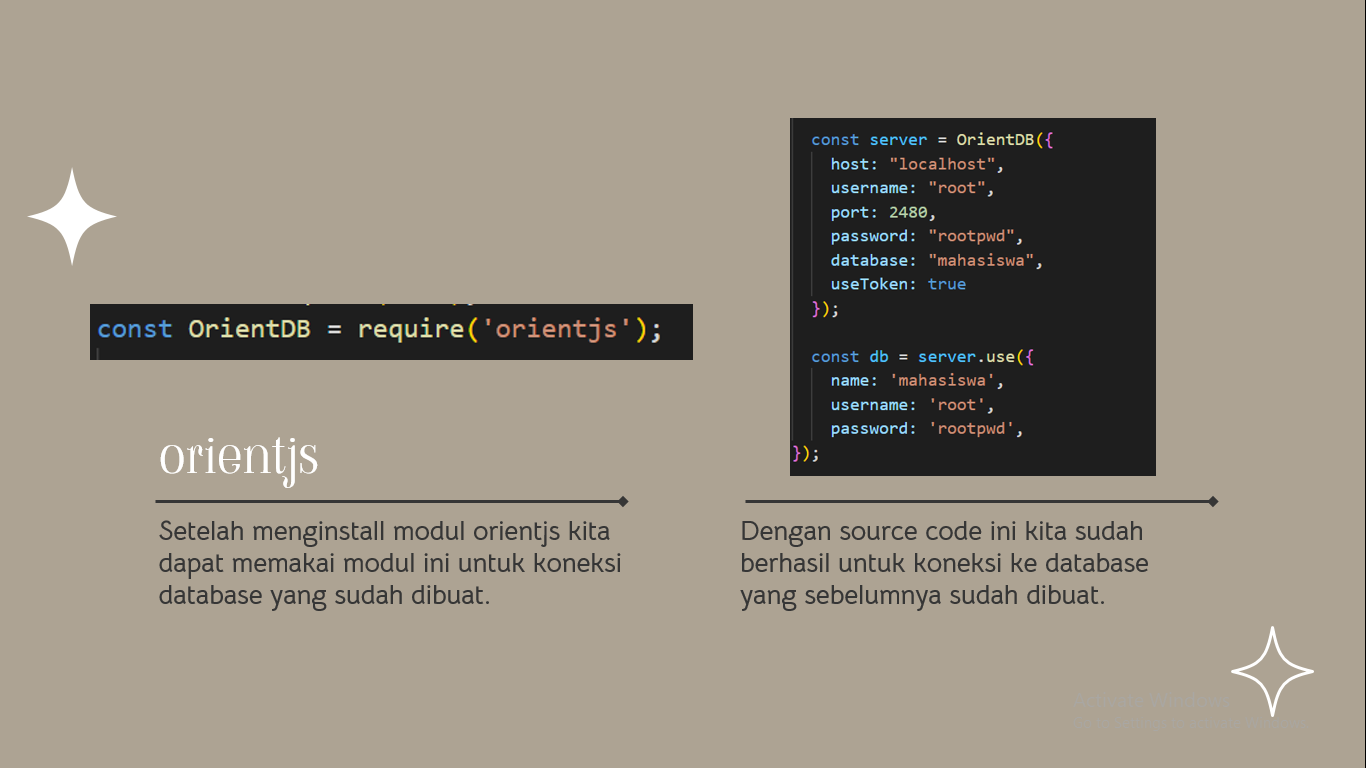 const OrientDB = require('orientjs');
orientjs
Setelah menginstall modul orientjs kita
dapat memakai modul ini untuk koneksi
database yang sudah dibuat.
const server = OrientDB({
host: "localhost",
username: "root",
port: 2480,
password: "rootpwd",
database: "mahasiswa",
useToken: true
});
const db = server.use({
name: 'mahasiswa',
username: 'root',
password: 'rootpwd',
});
Dengan source code ini kita sudah
berhasil untuk koneksi ke database
yang sebelumnya sudah dibuat.